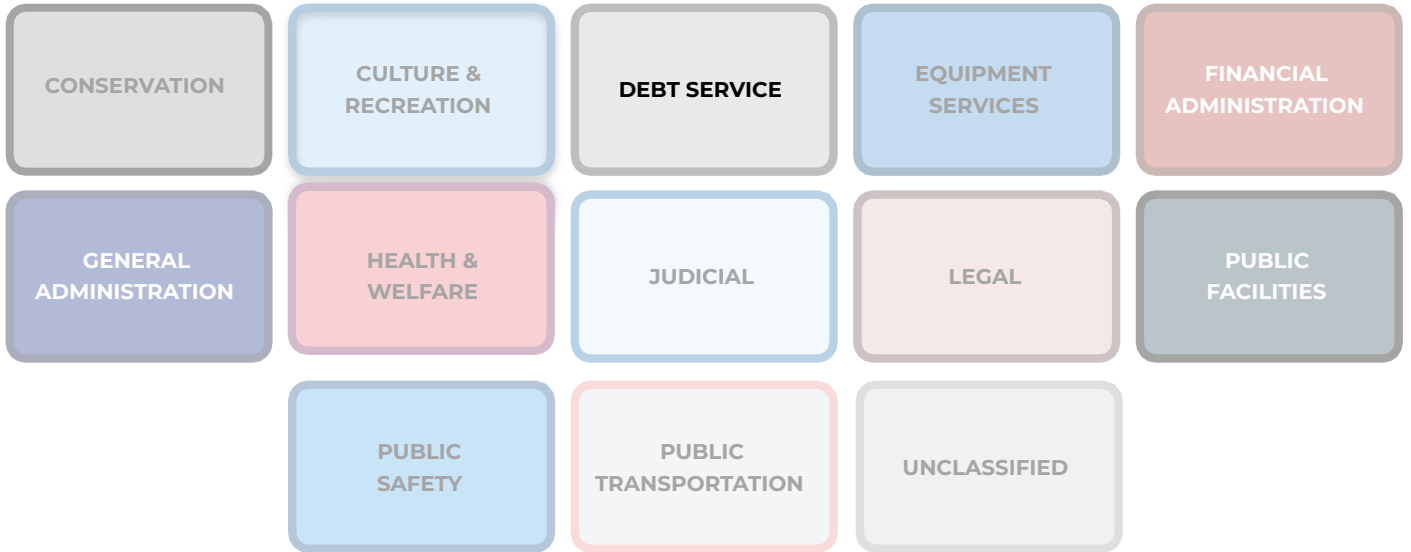 CONSERVATION
CULTURE &
RECREATION
DEBT SERVICE
EQUIPMENT
SERVICES
FINANCIAL
ADMINISTRATION
GENERAL
ADMINISTRATION
HEALTH &
WELFARE
JUDICIAL
LEGAL
PUBLIC
FACILITIES
PUBLIC
SAFETY
PUBLIC
TRANSPORTATION
UNCLASSIFIED